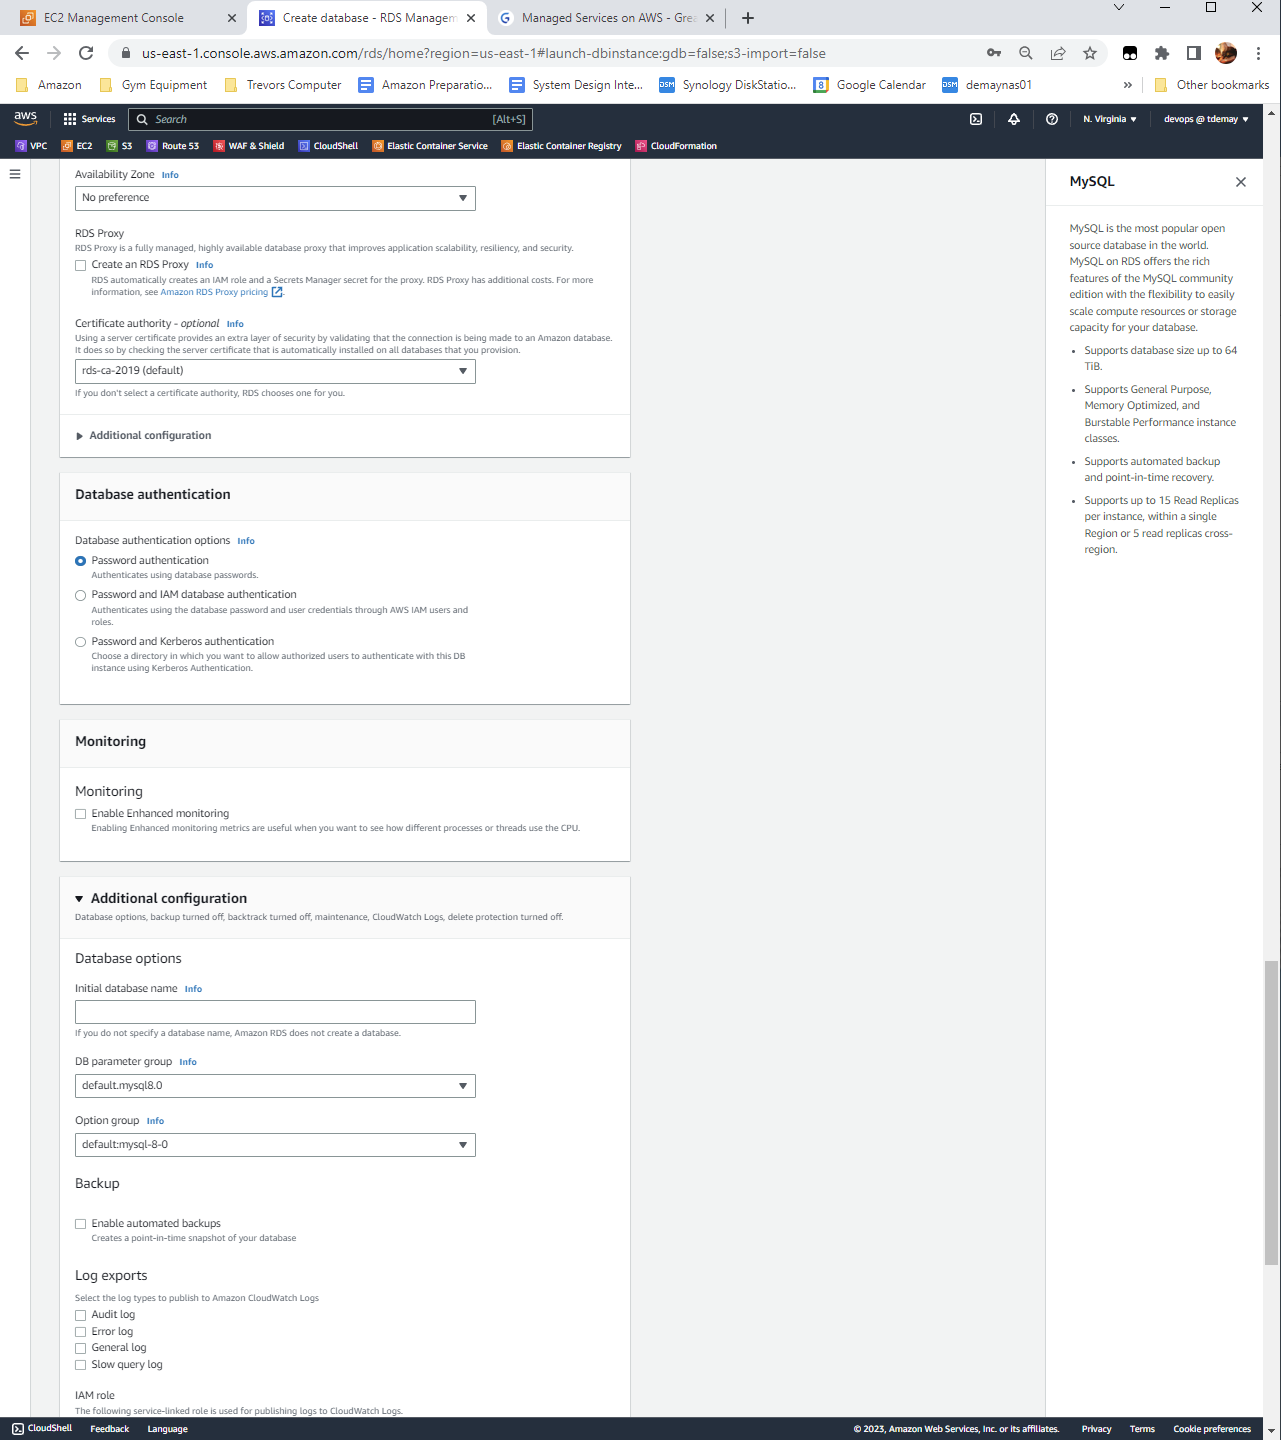 EC2 Management Console
Create database - RDS Managem
Managed Services on AWS - Grea
us-east-1.console.aws.amazon.com/rds/home?region=us-east-1#launch-dbinstance:gdb=false;s3-import=false
Amazon
Gym Equipment
Trevors Computer
Amazon Preparatio...
System Design Inte...
DSM
Synology DiskStatio...
8
Google Calendar
DSM
demaynas01
»
Other bookmarks
aws
Services
Search
[Alt+S]
N. Virginia
devops @ tdemay
VPC
EC2
S3
Route 53
WAF & Shield
CloudShell
Elastic Container Service
Elastic Container Registry
CloudFormation
Availability Zone Info
No preference
RDS Proxy
RDS Proxy is a fully managed, highly available database proxy that improves application scalability, resiliency, and security.
Create an RDS Proxy Info
RDS automatically creates an IAM role and a Secrets Manager secret for the proxy. RDS Proxy has additional costs. For more
information, see Amazon RDS Proxy pricing.
Certificate authority - optional Info
Using a server certificate provides an extra layer of security by validating that the connection is being made to an Amazon database.
It does so by checking the server certificate that is automatically installed on all databases that you provision.
rds-ca-2019 (default)
If you don't select a certificate authority, RDS chooses one for you.
Additional configuration
Database authentication
Database authentication options Info
Password authentication
Authenticates using database passwords.
Password and IAM database authentication
Authenticates using the database password and user credentials through AWS IAM users and
roles.
Password and Kerberos authentication
Choose a directory in which you want to allow authorized users to authenticate with this DB
instance using Kerberos Authentication.
Monitoring
Monitoring
Enable Enhanced monitoring
Enabling Enhanced monitoring metrics are useful when you want to see how different processes or threads use the CPU.
Additional configuration
Database options, backup turned off, backtrack turned off, maintenance, CloudWatch Logs, delete protection turned off.
Database options
Initial database name Info
If you do not specify a database name, Amazon RDS does not create a database.
DB parameter group Info
default.mysql8.0
Option group Info
default:mysql-8-0
Backup
Enable automated backups
Creates a point-in-time snapshot of your database
Log exports
Select the log types to publish to Amazon CloudWatch Logs
Audit log
Error log
General log
Slow query log
IAM role
The following service-linked role is used for publishing logs to CloudWatch Logs.
MySQL
MySQL is the most popular open
source database in the world.
MySQL on RDS offers the rich
features of the MySQL community
edition with the flexibility to easily
scale compute resources or storage
capacity for your database.
• Supports database size up to 64
TiB.
• Supports General Purpose,
Memory Optimized, and
Burstable Performance instance
classes.
• Supports automated backup
and point-in-time recovery.
• Supports up to 15 Read Replicas
per instance, within a single
Region or 5 read replicas cross-
region.
CloudShell
Feedback
Language
© 2023, Amazon Web Services, Inc. or its affiliates.
Privacy
Terms
Cookie preferences